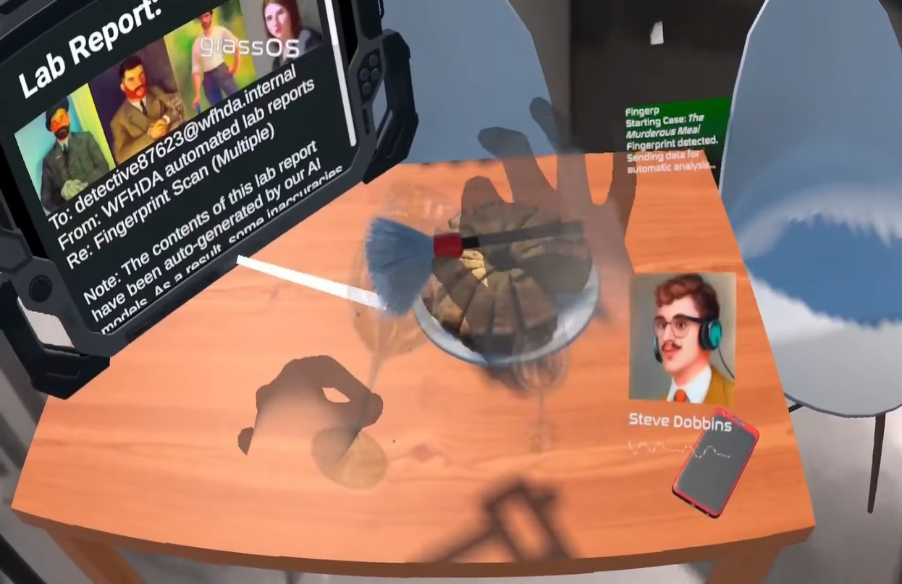 Lab Report:
glassOS
To: detective87623@wfhda.internal
From: WFHDA automated lab reports
Re: Fingerprint Scan (Multiple)
Note: The contents of this lab report
have been auto-generated by our AI
models. As a result, some inaccuracies
Fingerp
Starting Case: The
Murderous Meal
Fingerprint detected.
Sending data for
automatic analysis...
Steve Dobbins